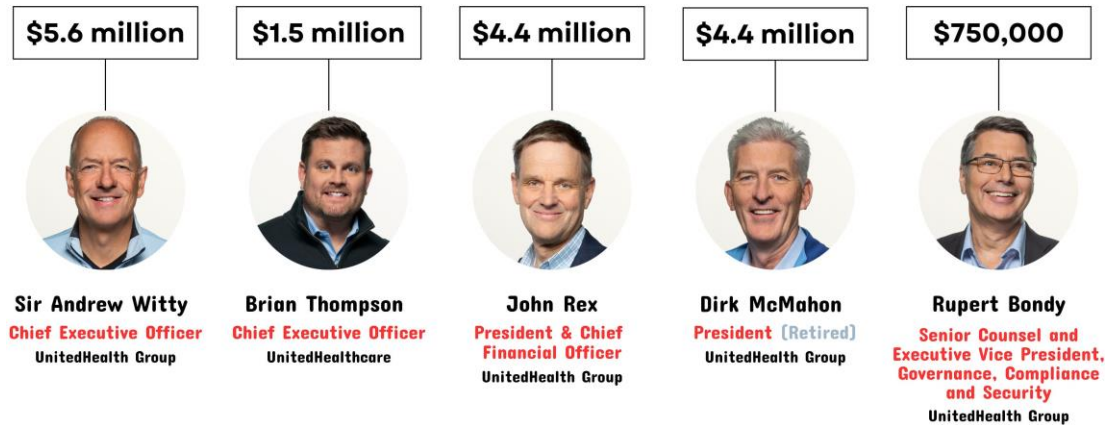 $5.6 million
$1.5 million
$4.4 million
$4.4 million
$750,000
Sir Andrew Witty
Chief Executive Officer
UnitedHealth Group
Brian Thompson
Chief Executive Officer
UnitedHealthcare
John Rex
President & Chief
Financial Officer
UnitedHealth Group
Dirk McMahon
President (Retired)
UnitedHealth Group
Rupert Bondy
Senior Counsel and
Executive Vice President,
Governance, Compliance
and Security
UnitedHealth Group